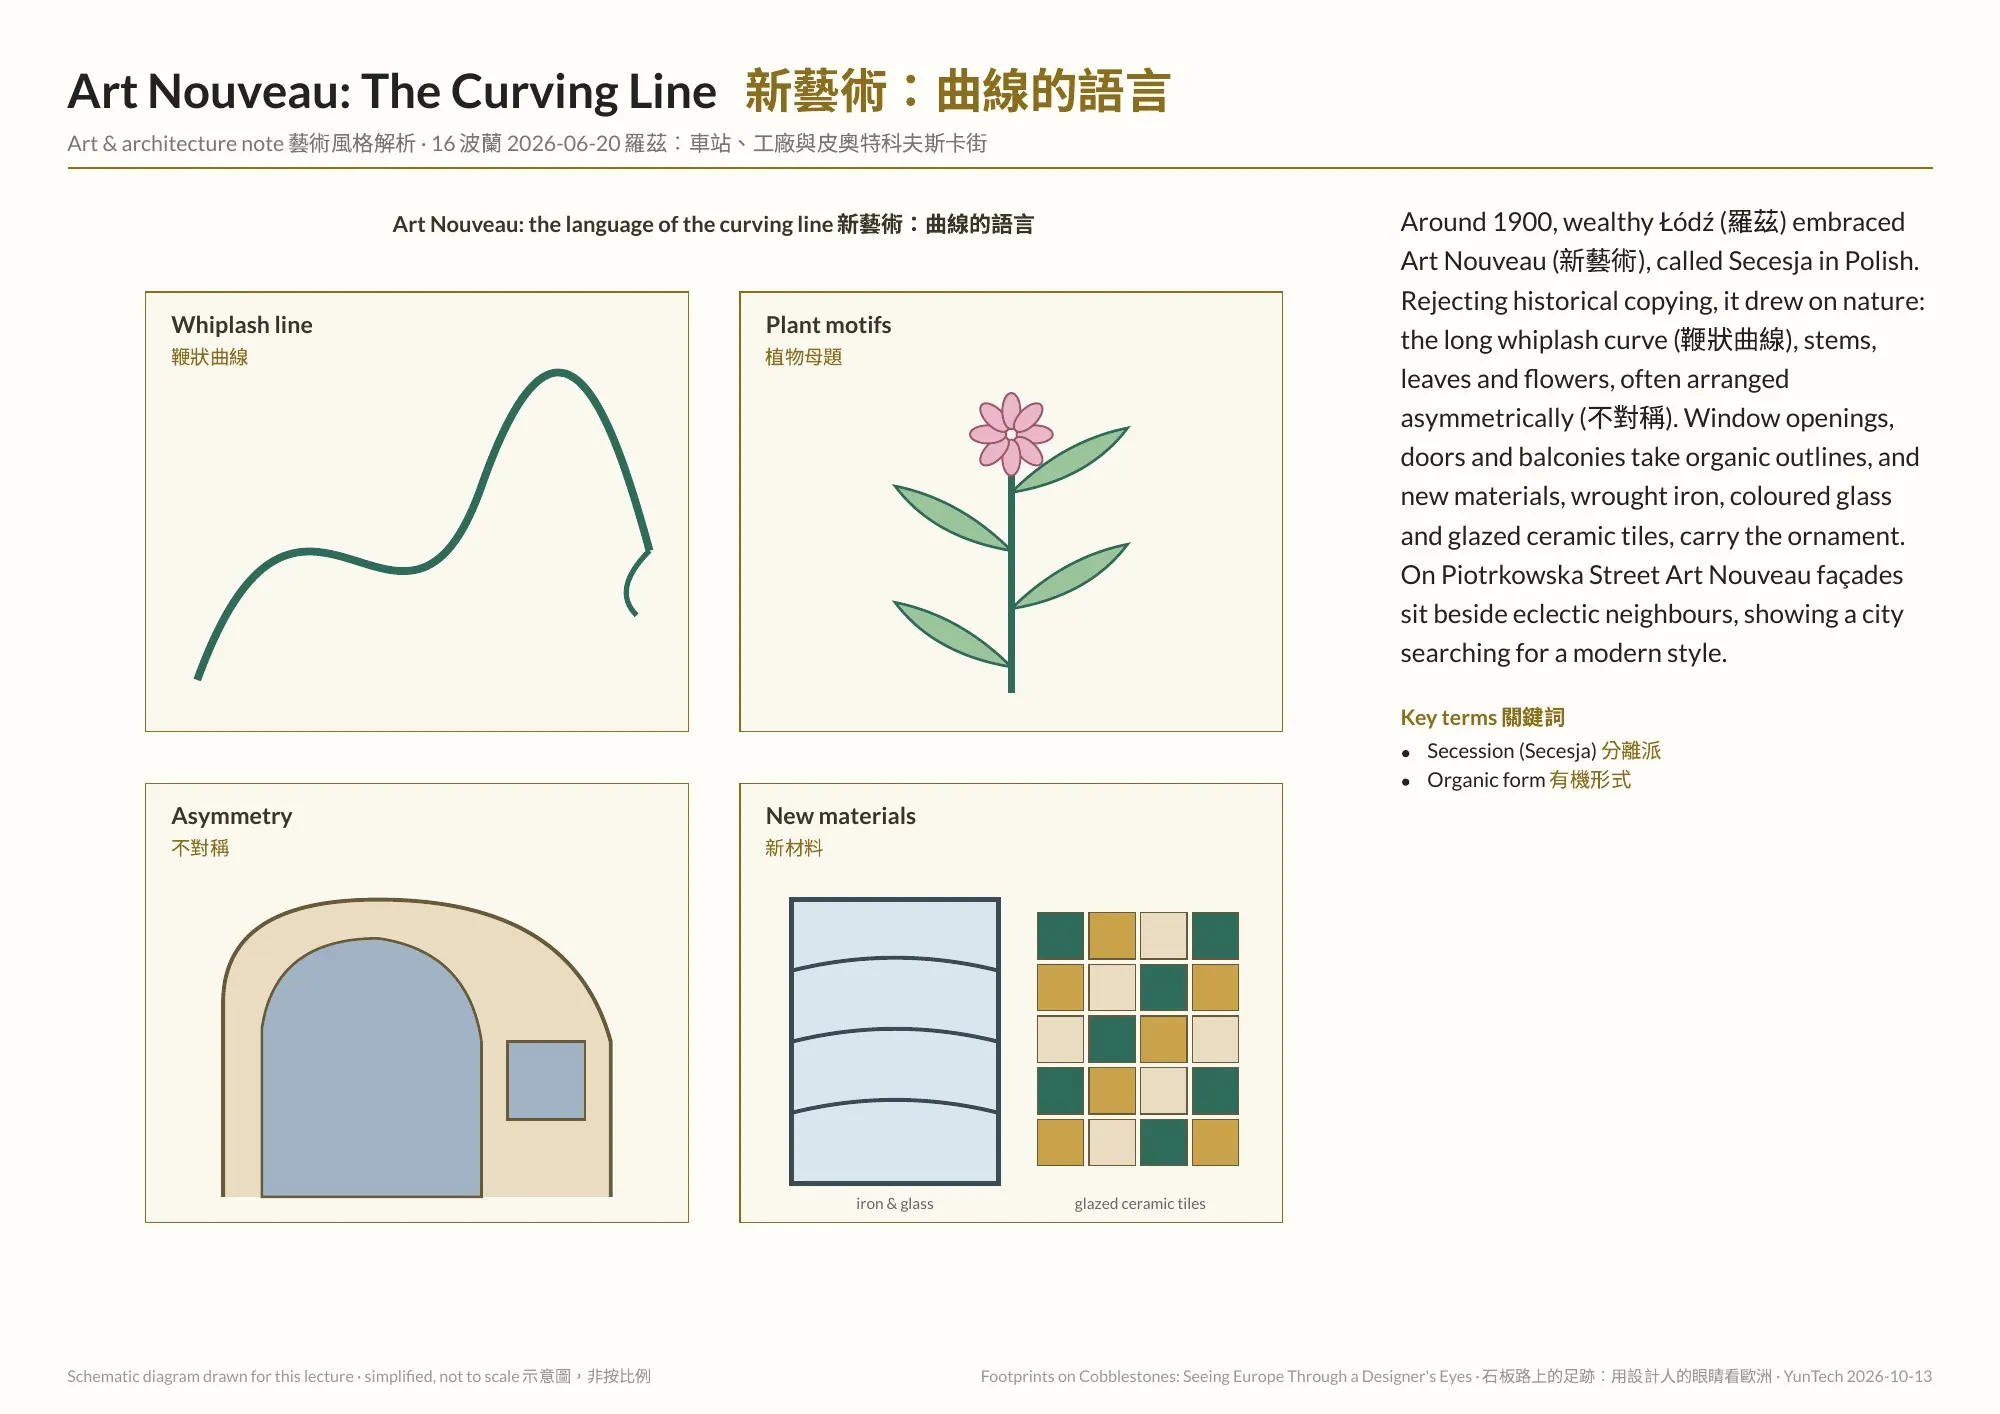 Art Nouveau: The Curving Line 新藝術：曲線的語言
Art & architecture note 藝術風格解析 · 16 波蘭 2026-06-20 羅茲：車站、工廠與皮奧特科夫斯卡街
Art Nouveau: the language of the curving line 新藝術：曲線的語言
Whiplash line
鞭狀曲線
Plant motifs
植物母題
Asymmetry
不對稱
New materials
新材料
iron & glass
glazed ceramic tiles
Around 1900, wealthy Łódź (羅茲) embraced
Art Nouveau (新藝術), called Secesja in Polish.
Rejecting historical copying, it drew on nature:
the long whiplash curve (鞭狀曲線), stems,
leaves and flowers, often arranged
asymmetrically (不對稱). Window openings,
doors and balconies take organic outlines, and
new materials, wrought iron, coloured glass
and glazed ceramic tiles, carry the ornament.
On Piotrkowska Street Art Nouveau façades
sit beside eclectic neighbours, showing a city
searching for a modern style.
Key terms 關鍵詞
• Secession (Secesja) 分離派
• Organic form 有機形式
Schematic diagram drawn for this lecture · simplified, not to scale 示意圖，非按比例
Footprints on Cobblestones: Seeing Europe Through a Designer's Eyes · 石板路上的足跡：用設計人的眼睛看歐洲 · YunTech 2026-10-13